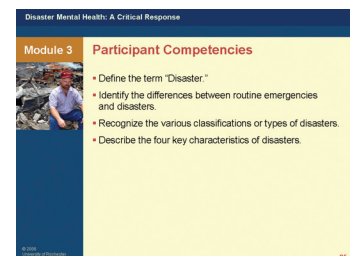 Disaster Mental Health: A Critical Response
Module 3
Participant Competencies
▪ Define the term “Disaster.”
▪ Identify the differences between routine emergencies
and disasters.
▪ Recognize the various classifications or types of disasters.
▪ Describe the four key characteristics of disasters.
© 2006
University of Rochester